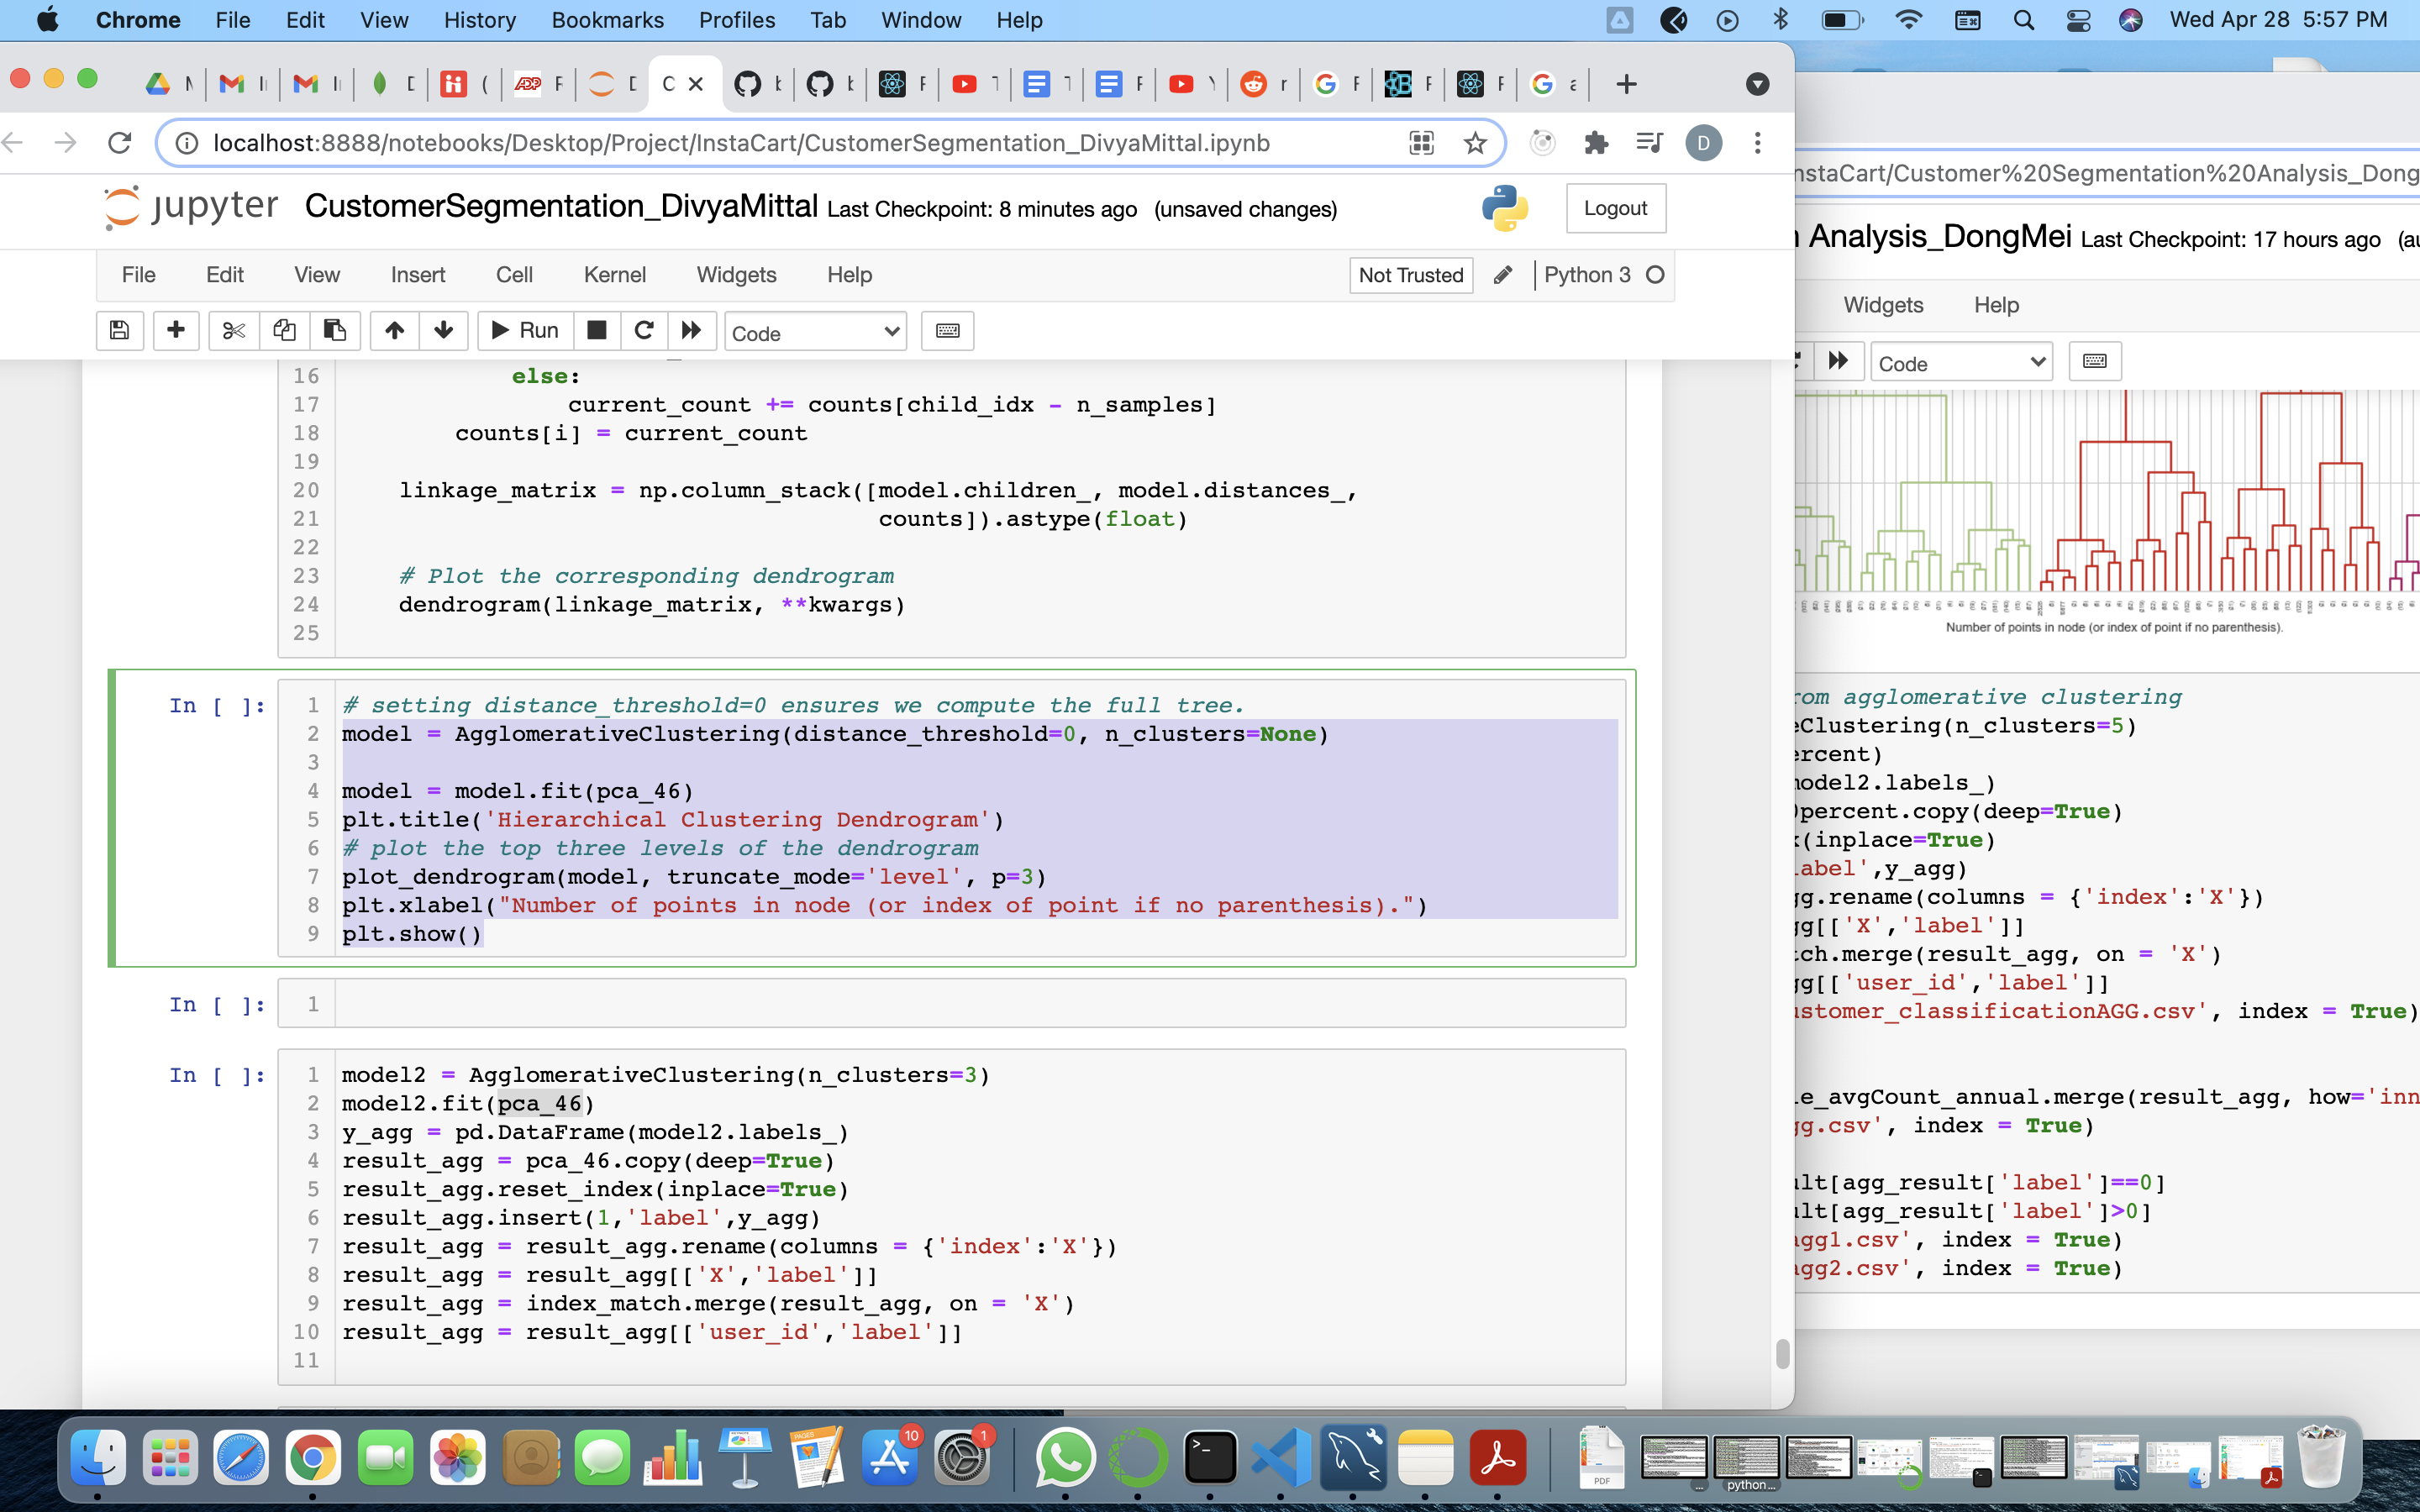 Chrome File Edit View History Bookmarks Profiles Tab Window Help Wed Apr 28 5:57 PM
localhost:8888/notebooks/Desktop/Project/InstaCart/CustomerSegmentation_DivyaMittal.ipynb D
jupyter CustomerSegmentation_DivyaMittal Last Checkpoint: 8 minutes ago (unsaved changes) Logout
File Edit View Insert Cell Kernel Widgets Help Not Trusted Python 3
Run Code
16 else:
17 current_count += counts[child_idx - n_samples]
18 counts[i] = current_count
19
20 linkage_matrix = np.column_stack([model.children_, model.distances_,
21 counts]).astype(float)
22
23 # Plot the corresponding dendrogram
24 dendrogram(linkage_matrix, **kwargs)
25
In [ ]:
1 # setting distance_threshold=0 ensures we compute the full tree.
2 model = AgglomerativeClustering(distance_threshold=0, n_clusters=None)
3
4 model = model.fit(pca_46)
5 plt.title('Hierarchical Clustering Dendrogram')
6 # plot the top three levels of the dendrogram
7 plot_dendrogram(model, truncate_mode='level', p=3)
8 plt.xlabel("Number of points in node (or index of point if no parenthesis).")
9 plt.show()
In [ ]:
1
In [ ]:
1 model2 = AgglomerativeClustering(n_clusters=3)
2 model2.fit(pca_46)
3 y_agg = pd.DataFrame(model2.labels_)
4 result_agg = pca_46.copy(deep=True)
5 result_agg.reset_index(inplace=True)
6 result_agg.insert(1,'label',y_agg)
7 result_agg = result_agg.rename(columns = {'index':'X'})
8 result_agg = result_agg[['X','label']]
9 result_agg = index_match.merge(result_agg, on = 'X')
10 result_agg = result_agg[['user_id','label']]
11
nstaCart/Customer%20Segmentation%20Analysis_Dong
Analysis_DongMei Last Checkpoint: 17 hours ago (au
Widgets Help
Code
Number of points in node (or index of point if no parenthesis).
rom agglomerative clustering
eClustering(n_clusters=5)
ercent)
model2.labels_)
0percent.copy(deep=True)
x(inplace=True)
label',y_agg)
gg.rename(columns = {'index':'X'})
gg[['X','label']]
tch.merge(result_agg, on = 'X')
gg[['user_id','label']]
ustomer_classificationAGG.csv', index = True)
le_avgCount_annual.merge(result_agg, how='inn
gg.csv', index = True)
ult[agg_result['label']==0]
ult[agg_result['label']>0]
agg1.csv', index = True)
agg2.csv', index = True)
10
1
PDF
python...